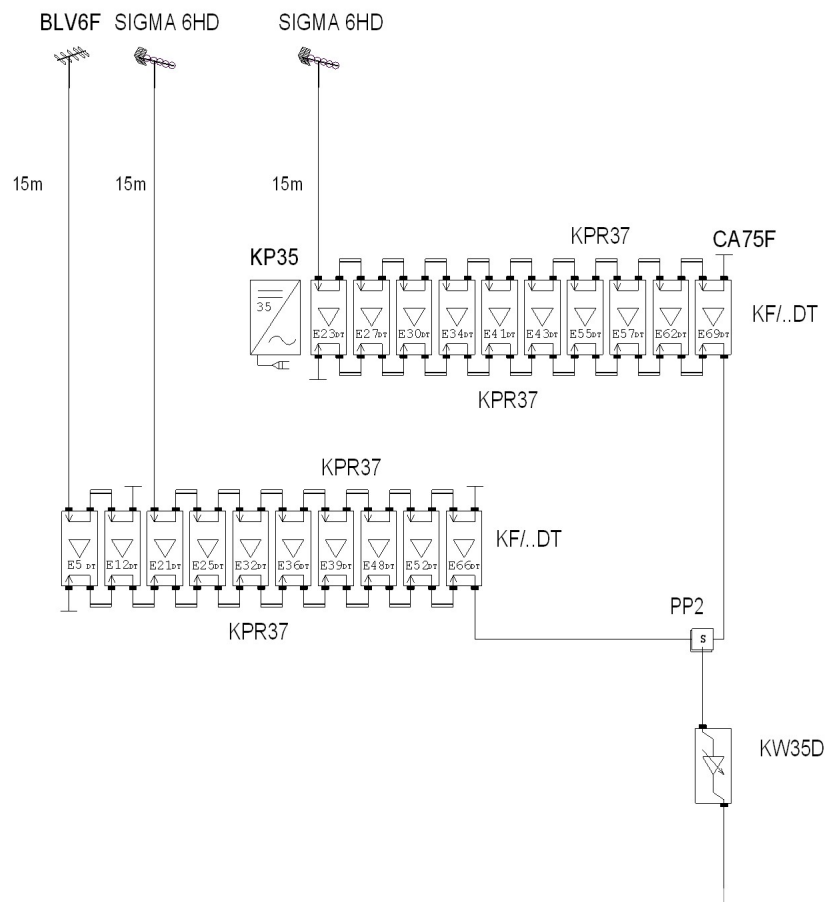 BLV6F SIGMA 6HD SIGMA 6HD
15m 15m 15m
KPR37 CA75F
KP35
35
E23DT E27DT E30DT E34DT E41DT E43DT E55DT E57DT E62DT E69DT
KF/..DT
KPR37
KPR37
E5 DT E12DT E21DT E25DT E32DT E36DT E39DT E48DT E52DT E66DT
KF/..DT
KPR37
PP2
S
KW35D